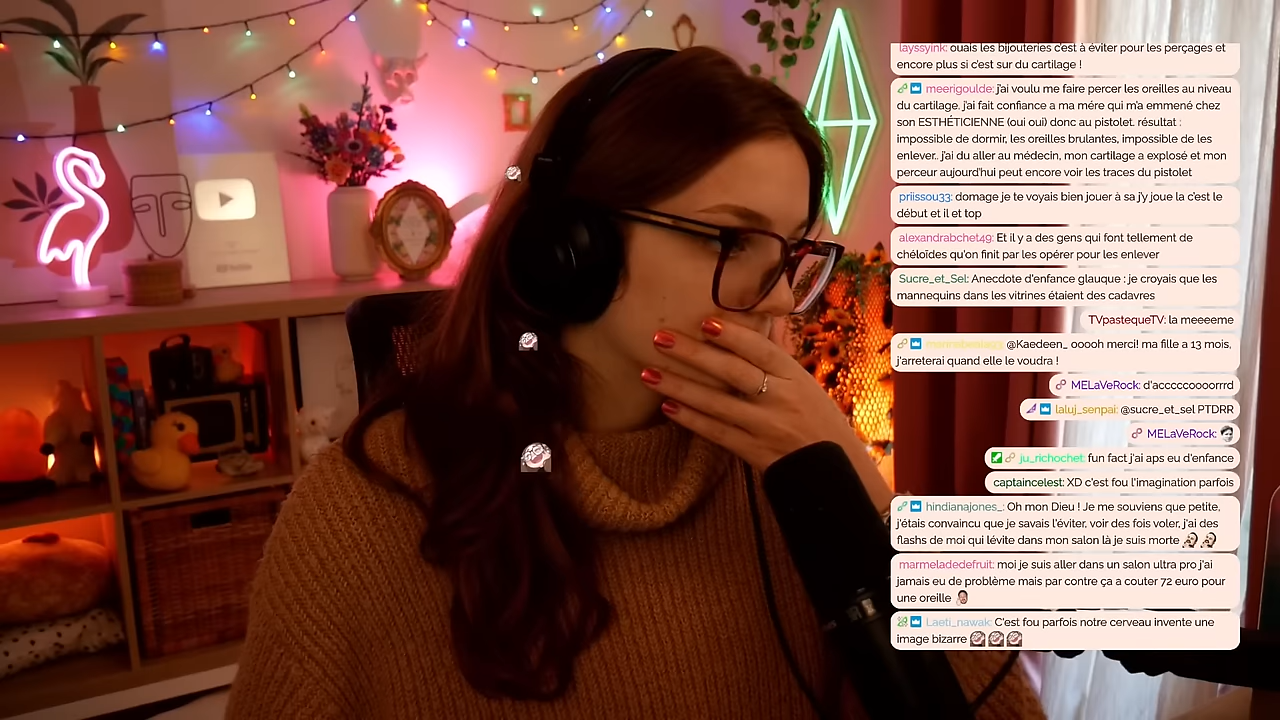 layssyink: ouais les bijouteries c'est à éviter pour les perçages et
encore plus si c'est sur du cartilage !
meerigoulde: j'ai voulu me faire percer les oreilles au niveau
du cartilage. j'ai fait confiance a ma mére qui m'a emmené chez
son ESTHÉTICIENNE (oui oui) donc au pistolet. résultat :
impossible de dormir, les oreilles brulantes, impossible de les
enlever.. j'ai du aller au médecin, mon cartilage a explosé et mon
perceur aujourd'hui peut encore voir les traces du pistolet
priissou33: domage je te voyais bien jouer à sa j'y joue la c'est le
début et il et top
alexandrabchet49: Et il y a des gens qui font tellement de
chéloïdes qu'on finit par les opérer pour les enlever
Sucre_et_Sel: Anecdote d'enfance glauque : je croyais que les
mannequins dans les vitrines étaient des cadavres
TVpastequeTV: la meeeeme
@Kaedeen_ ooooh merci! ma fille a 13 mois,
j'arreterai quand elle le voudra !
MELaVeRock: d'acccccoooorrrd
laluj_senpai: @sucre_et_sel PTDRR
MELaVeRock:
ju_richochet: fun fact j'ai aps eu d'enfance
captaincelest: XD c'est fou l'imagination parfois
hindianajones_: Oh mon Dieu ! Je me souviens que petite,
j'étais convaincu que je savais l'éviter, voir des fois voler, j'ai des
flashs de moi qui lévite dans mon salon là je suis morte
marmeladedefruit: moi je suis aller dans un salon ultra pro j'ai
jamais eu de problème mais par contre ça a couter 72 euro pour
une oreille
Laeti_nawak: C'est fou parfois notre cerveau invente une
image bizarre